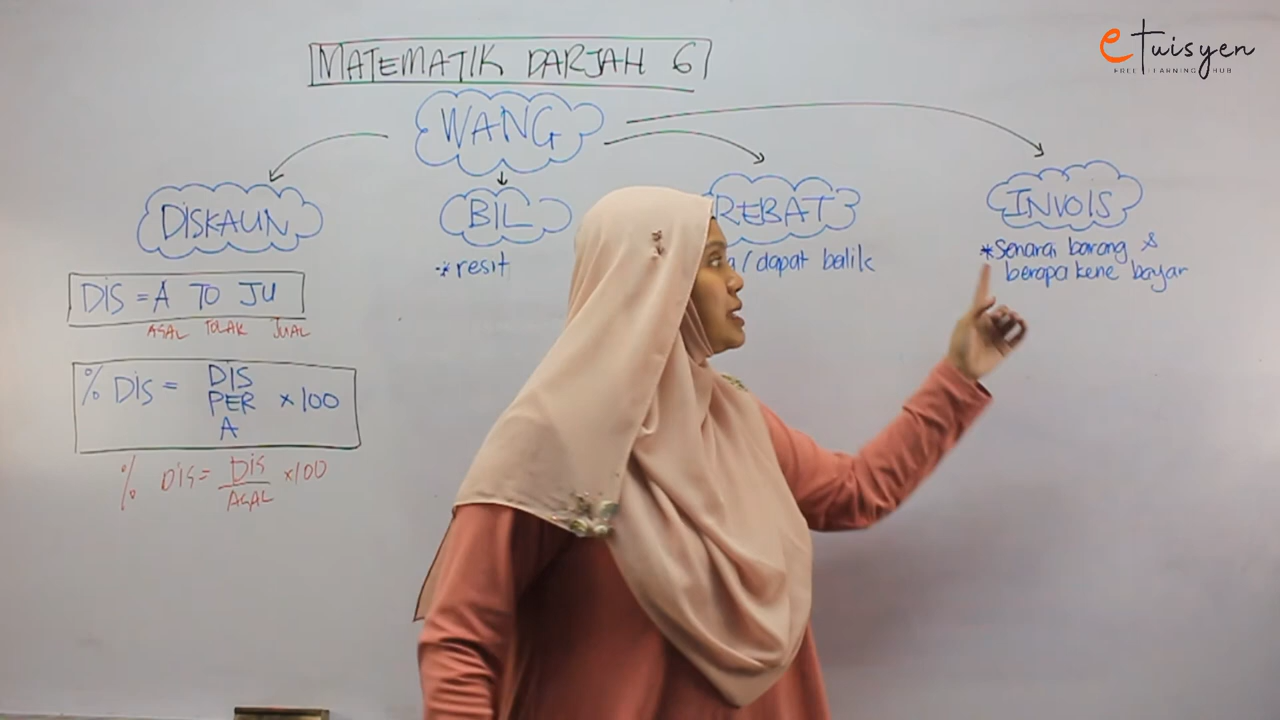 e Tuisyen
FREE LEARNING HUB
MATEMATIK DARJAH 6
WANG
DISKAUN
BIL
REBAT
INVOIS
* resit
/ dapat balik
* Senarai barang &
berapa kene bayar
DIS = A TO JU
ASAL TOLAK JUAL
% DIS = DIS PER A × 100
% DIS = DIS / ASAL × 100